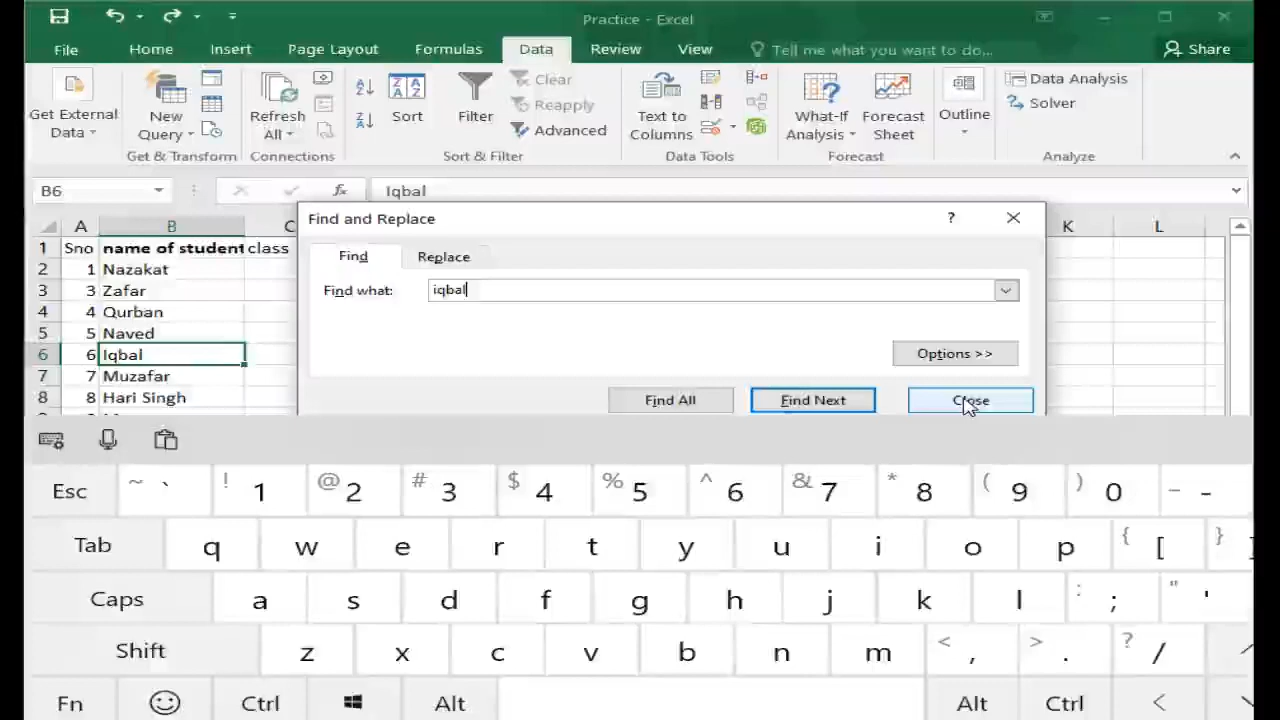 Practice - Excel
File Home Insert Page Layout Formulas Data Review View Tell me what you want to do... Share
Get External Data
New Query
Get & Transform
Refresh All
Connections
Sort
Filter
Clear
Reapply
Advanced
Sort & Filter
Text to Columns
Data Tools
What-If Analysis
Forecast Sheet
Forecast
Outline
Data Analysis
Solver
Analyze
B6 fx Iqbal
A B C K L
1 Sno name of student class
2 1 Nazakat
3 3 Zafar
4 4 Qurban
5 5 Naved
6 6 Iqbal
7 7 Muzafar
8 8 Hari Singh
Find and Replace ?
Find Replace
Find what: iqbal
Options >>
Find All Find Next Close
Esc ~ ` ! 1 @ 2 # 3 $ 4 % 5 ^ 6 & 7 * 8 ( 9 ) 0 _ -
Tab q w e r t y u i o p { [ } ]
Caps a s d f g h j k l : ; " '
Shift z x c v b n m < , > . ? /
Fn Ctrl Alt Alt Ctrl